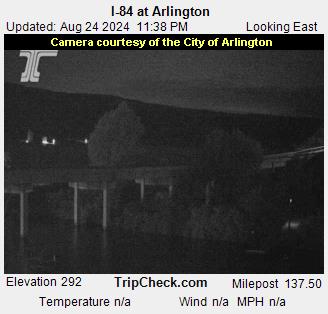 I-84 at Arlington
Updated: Aug 24 2024 11:38 PM Looking East
Camera courtesy of the City of Arlington
Elevation 292 TripCheck.com Milepost 137.50
Temperature n/a Wind n/a MPH n/a